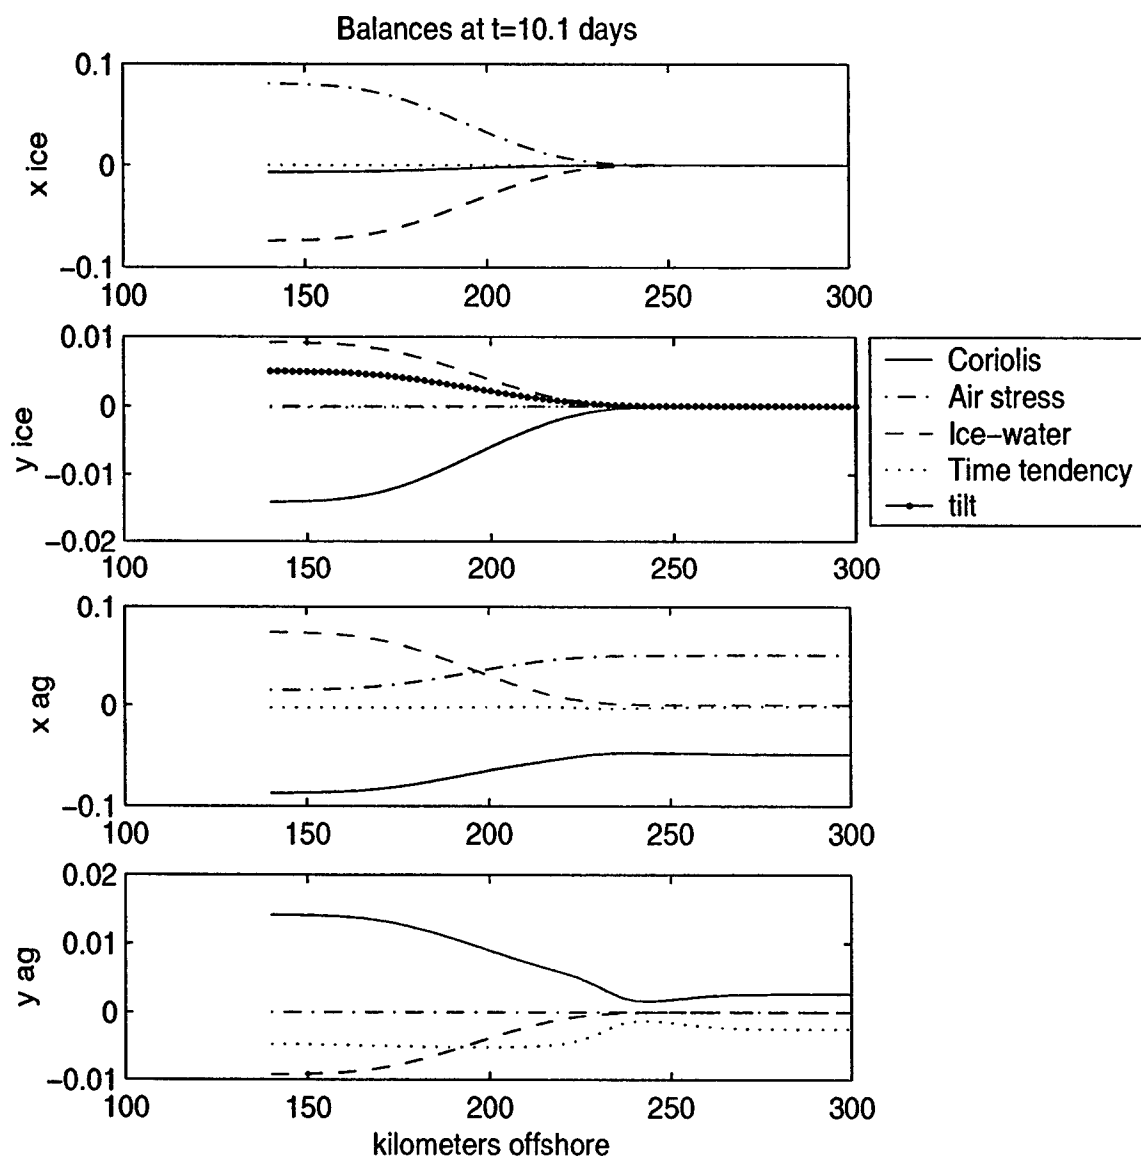 Balances at t=10.1 days
0.1
0
−0.1
x ice
100 150 200 250 300
0.01
0
−0.01
−0.02
y ice
100 150 200 250 300
Coriolis
Air stress
Ice−water
Time tendency
tilt
0.1
0
−0.1
x ag
100 150 200 250 300
0.02
0.01
0
−0.01
y ag
100 150 200 250 300
kilometers offshore